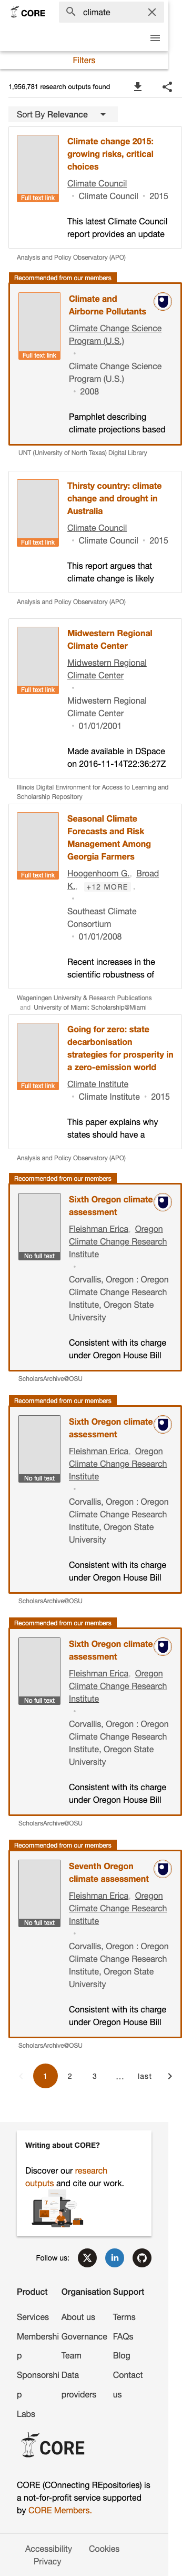 CORE
climate
Filters
1,956,781 research outputs found
Sort By Relevance
Full text link
Climate change 2015: growing risks, critical choices
Climate Council
· Climate Council · 2015
This latest Climate Council report provides an update
Analysis and Policy Observatory (APO)
Recommended from our members
Full text link
Climate and Airborne Pollutants
Climate Change Science Program (U.S.)
·
Climate Change Science Program (U.S.)
· 2008
Pamphlet describing climate projections based
UNT (University of North Texas) Digital Library
Full text link
Thirsty country: climate change and drought in Australia
Climate Council
· Climate Council · 2015
This report argues that climate change is likely
Analysis and Policy Observatory (APO)
Full text link
Midwestern Regional Climate Center
Midwestern Regional Climate Center
·
Midwestern Regional Climate Center
· 01/01/2001
Made available in DSpace on 2016-11-14T22:36:27Z
Illinois Digital Environment for Access to Learning and Scholarship Repository
Full text link
Seasonal Climate Forecasts and Risk Management Among Georgia Farmers
Hoogenhoom G., Broad K., +12 MORE .
·
Southeast Climate Consortium
· 01/01/2008
Recent increases in the scientific robustness of
Wageningen University & Research Publications
and University of Miami: Scholarship@Miami
Full text link
Going for zero: state decarbonisation strategies for prosperity in a zero-emission world
Climate Institute
· Climate Institute · 2015
This paper explains why states should have a
Analysis and Policy Observatory (APO)
Recommended from our members
No full text
Sixth Oregon climate assessment
Fleishman Erica, Oregon Climate Change Research Institute
·
Corvallis, Oregon : Oregon Climate Change Research Institute, Oregon State University
Consistent with its charge under Oregon House Bill
ScholarsArchive@OSU
Recommended from our members
No full text
Sixth Oregon climate assessment
Fleishman Erica, Oregon Climate Change Research Institute
·
Corvallis, Oregon : Oregon Climate Change Research Institute, Oregon State University
Consistent with its charge under Oregon House Bill
ScholarsArchive@OSU
Recommended from our members
No full text
Sixth Oregon climate assessment
Fleishman Erica, Oregon Climate Change Research Institute
·
Corvallis, Oregon : Oregon Climate Change Research Institute, Oregon State University
Consistent with its charge under Oregon House Bill
ScholarsArchive@OSU
Recommended from our members
No full text
Seventh Oregon climate assessment
Fleishman Erica, Oregon Climate Change Research Institute
·
Corvallis, Oregon : Oregon Climate Change Research Institute, Oregon State University
Consistent with its charge under Oregon House Bill
ScholarsArchive@OSU
1 2 3 ... last
Writing about CORE?
Discover our research outputs and cite our work.
Follow us:
Product
Services
Membership
Sponsorship
Labs
Organisation
About us
Governance
Team
Data providers
Support
Terms
FAQs
Blog
Contact us
CORE
CORE (COnnecting REpositories) is a not-for-profit service supported by CORE Members.
Accessibility
Cookies
Privacy